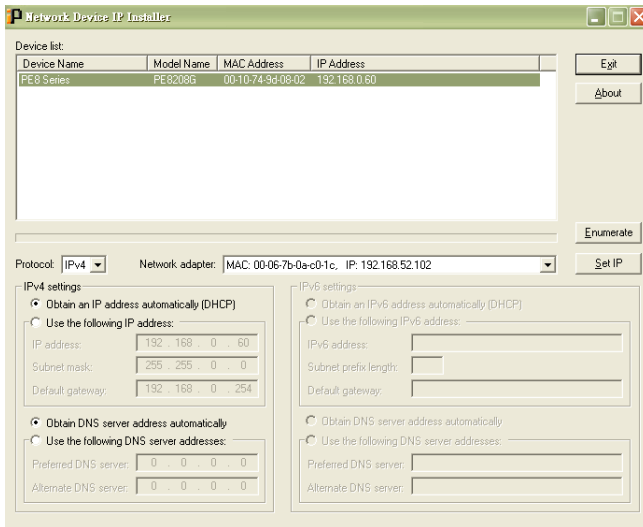 Network Device IP Installer
Device list:
Device Name Model Name MAC Address IP Address
PE8 Series PE8208G 00-10-74-9d-08-02 192.168.0.60
Exit
About
Enumerate
Protocol: IPv4 Network adapter: MAC: 00-06-7b-0a-c0-1c, IP: 192.168.52.102
Set IP
IPv4 settings
Obtain an IP address automatically (DHCP)
Use the following IP address:
IP address: 192 . 168 . 0 . 60
Subnet mask: 255 . 255 . 0 . 0
Default gateway: 192 . 168 . 0 . 254
Obtain DNS server address automatically
Use the following DNS server addresses:
Preferred DNS server: 0 . 0 . 0 . 0
Alternate DNS server: 0 . 0 . 0 . 0
IPv6 settings
Obtain an IPv6 address automatically (DHCP)
Use the following IPv6 address:
IPv6 address:
Subnet prefix length:
Default gateway:
Obtain DNS server address automatically
Use the following DNS server addresses:
Preferred DNS server:
Alternate DNS server: